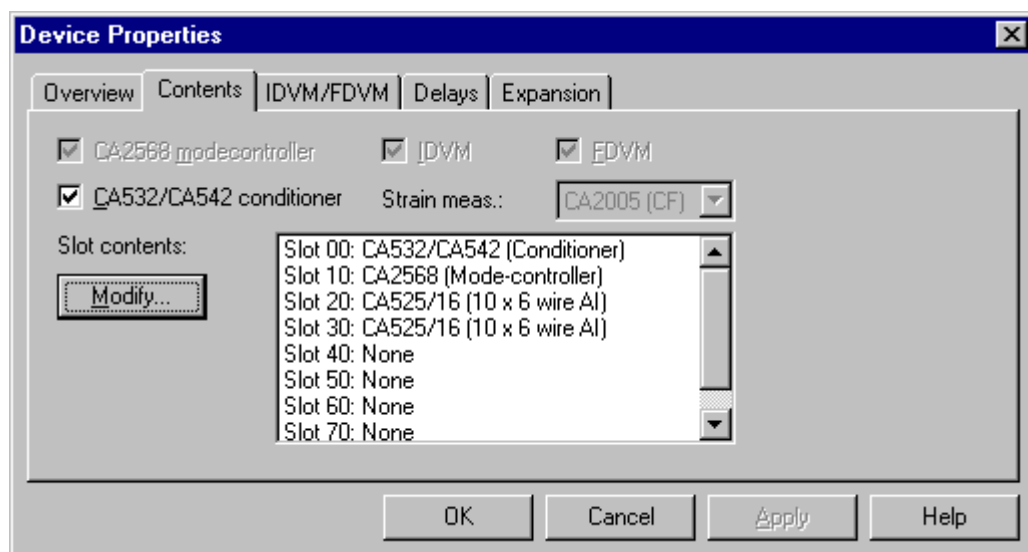 Device Properties
Overview Contents IDVM/FDVM Delays Expansion
CA2568 modecontroller IDVM FDVM
CA532/CA542 conditioner Strain meas.: CA2005 (CF)
Slot contents:
Modify...
Slot 00: CA532/CA542 (Conditioner)
Slot 10: CA2568 (Mode-controller)
Slot 20: CA525/16 (10 x 6 wire AI)
Slot 30: CA525/16 (10 x 6 wire AI)
Slot 40: None
Slot 50: None
Slot 60: None
Slot 70: None
OK Cancel Apply Help